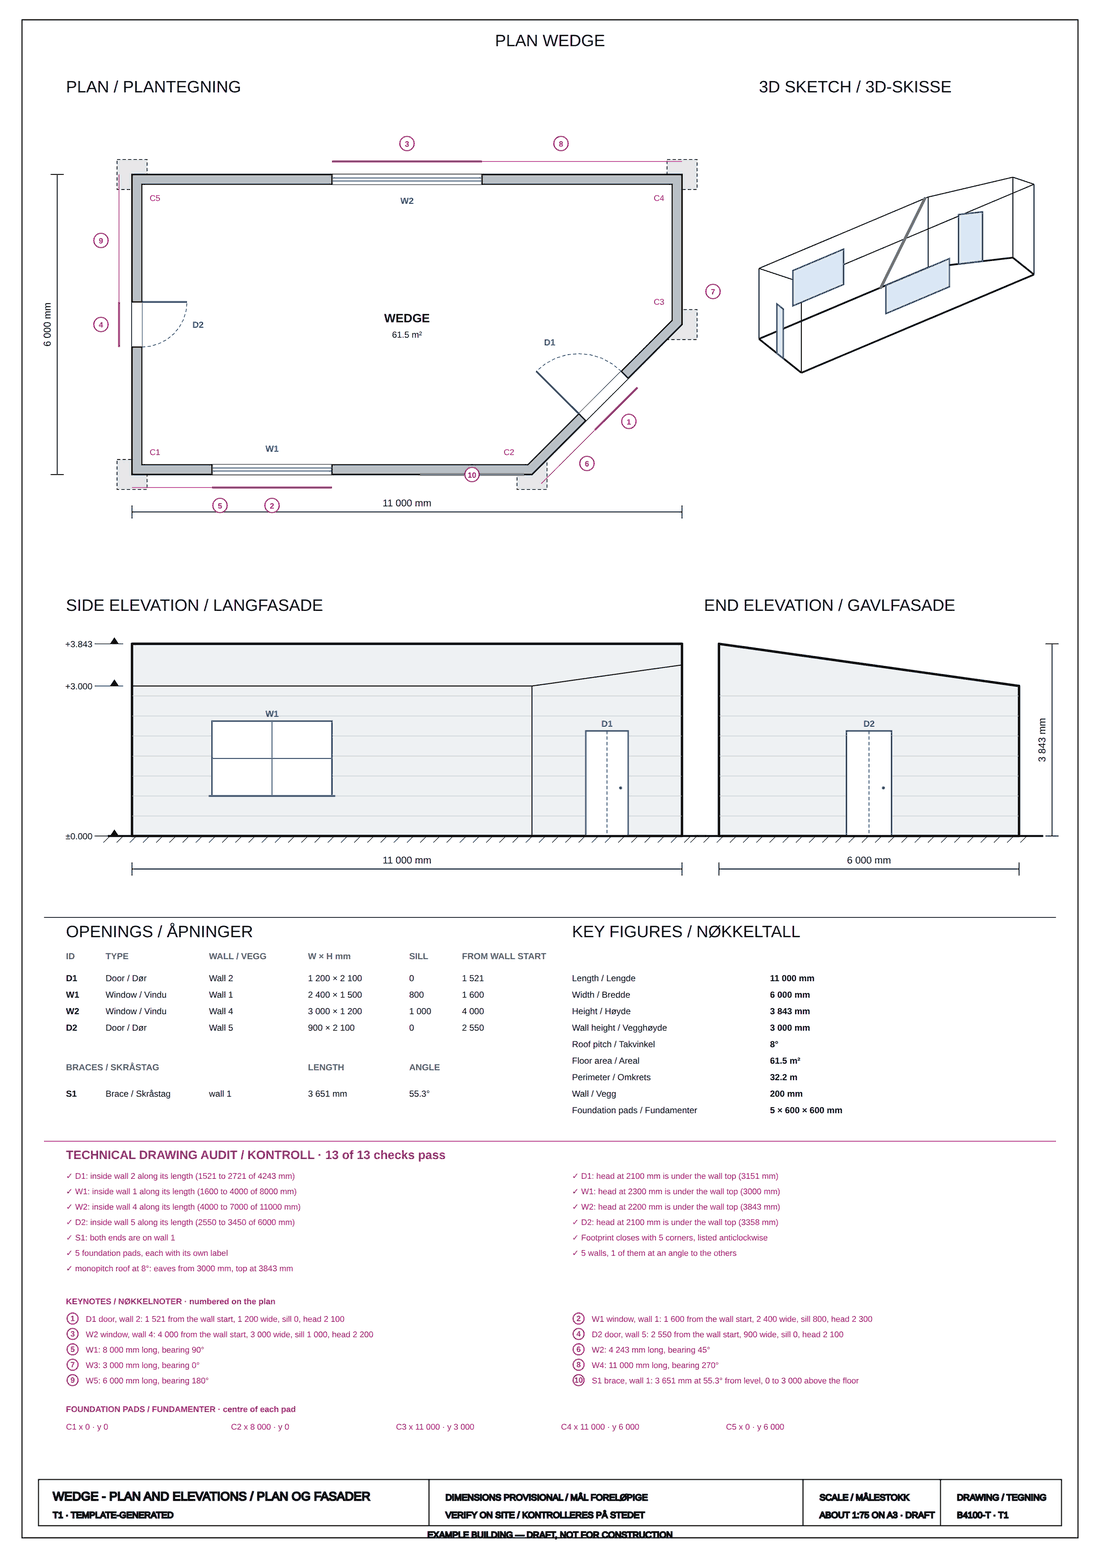 PLAN WEDGE
PLAN / PLANTEGNING
3D SKETCH / 3D-SKISSE
3
8
C5
W2
C4
9
7
C3
4
D2
WEDGE
61.5 m²
D1
6 000 mm
1
C1
W1
C2
10
6
5
2
11 000 mm
SIDE ELEVATION / LANGFASADE
END ELEVATION / GAVLFASADE
+3.843
+3.000
W1
D1
D2
3 843 mm
±0.000
11 000 mm
6 000 mm
OPENINGS / ÅPNINGER
ID TYPE WALL / VEGG W × H mm SILL FROM WALL START
D1 Door / Dør Wall 2 1 200 × 2 100 0 1 521
W1 Window / Vindu Wall 1 2 400 × 1 500 800 1 600
W2 Window / Vindu Wall 4 3 000 × 1 200 1 000 4 000
D2 Door / Dør Wall 5 900 × 2 100 0 2 550
BRACES / SKRÅSTAG LENGTH ANGLE
S1 Brace / Skråstag wall 1 3 651 mm 55.3°
KEY FIGURES / NØKKELTALL
Length / Lengde 11 000 mm
Width / Bredde 6 000 mm
Height / Høyde 3 843 mm
Wall height / Vegghøyde 3 000 mm
Roof pitch / Takvinkel 8°
Floor area / Areal 61.5 m²
Perimeter / Omkrets 32.2 m
Wall / Vegg 200 mm
Foundation pads / Fundamenter 5 × 600 × 600 mm
TECHNICAL DRAWING AUDIT / KONTROLL · 13 of 13 checks pass
✓ D1: inside wall 2 along its length (1521 to 2721 of 4243 mm)
✓ W1: inside wall 1 along its length (1600 to 4000 of 8000 mm)
✓ W2: inside wall 4 along its length (4000 to 7000 of 11000 mm)
✓ D2: inside wall 5 along its length (2550 to 3450 of 6000 mm)
✓ S1: both ends are on wall 1
✓ 5 foundation pads, each with its own label
✓ monopitch roof at 8°: eaves from 3000 mm, top at 3843 mm
✓ D1: head at 2100 mm is under the wall top (3151 mm)
✓ W1: head at 2300 mm is under the wall top (3000 mm)
✓ W2: head at 2200 mm is under the wall top (3843 mm)
✓ D2: head at 2100 mm is under the wall top (3358 mm)
✓ Footprint closes with 5 corners, listed anticlockwise
✓ 5 walls, 1 of them at an angle to the others
KEYNOTES / NØKKELNOTER · numbered on the plan
1 D1 door, wall 2: 1 521 from the wall start, 1 200 wide, sill 0, head 2 100
2 W1 window, wall 1: 1 600 from the wall start, 2 400 wide, sill 800, head 2 300
3 W2 window, wall 4: 4 000 from the wall start, 3 000 wide, sill 1 000, head 2 200
4 D2 door, wall 5: 2 550 from the wall start, 900 wide, sill 0, head 2 100
5 W1: 8 000 mm long, bearing 90°
6 W2: 4 243 mm long, bearing 45°
7 W3: 3 000 mm long, bearing 0°
8 W4: 11 000 mm long, bearing 270°
9 W5: 6 000 mm long, bearing 180°
10 S1 brace, wall 1: 3 651 mm at 55.3° from level, 0 to 3 000 above the floor
FOUNDATION PADS / FUNDAMENTER · centre of each pad
C1 x 0 · y 0 C2 x 8 000 · y 0 C3 x 11 000 · y 3 000 C4 x 11 000 · y 6 000 C5 x 0 · y 6 000
WEDGE - PLAN AND ELEVATIONS / PLAN OG FASADER
T1 · TEMPLATE-GENERATED
DIMENSIONS PROVISIONAL / MÅL FORELØPIGE
VERIFY ON SITE / KONTROLLERES PÅ STEDET
SCALE / MÅLESTOKK
ABOUT 1:75 ON A3 · DRAFT
DRAWING / TEGNING
B4100-T · T1
EXAMPLE BUILDING — DRAFT, NOT FOR CONSTRUCTION